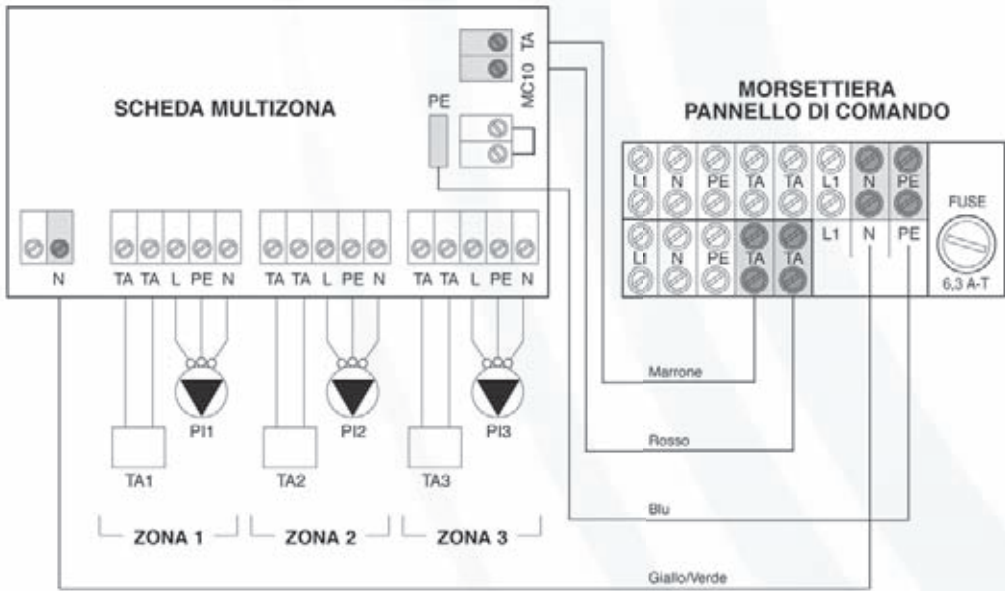 SCHEDA MULTIZONA
TA
MC10
PE
N
TA TA L PE N
TA TA L PE N
TA TA L PE N
PI1
PI2
PI3
TA1
TA2
TA3
ZONA 1
ZONA 2
ZONA 3
MORSETTIERA
PANNELLO DI COMANDO
L1 N PE TA TA L1 N PE
L1 N PE TA TA
L1 N PE
FUSE
6,3 A-T
Marrone
Rosso
Blu
Giallo/Verde